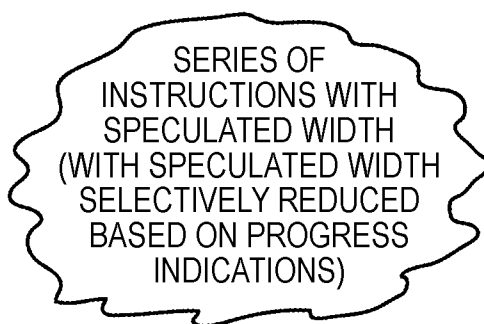 SERIES OF
INSTRUCTIONS WITH
SPECULATED WIDTH
(WITH SPECULATED WIDTH
SELECTIVELY REDUCED
BASED ON PROGRESS
INDICATIONS)